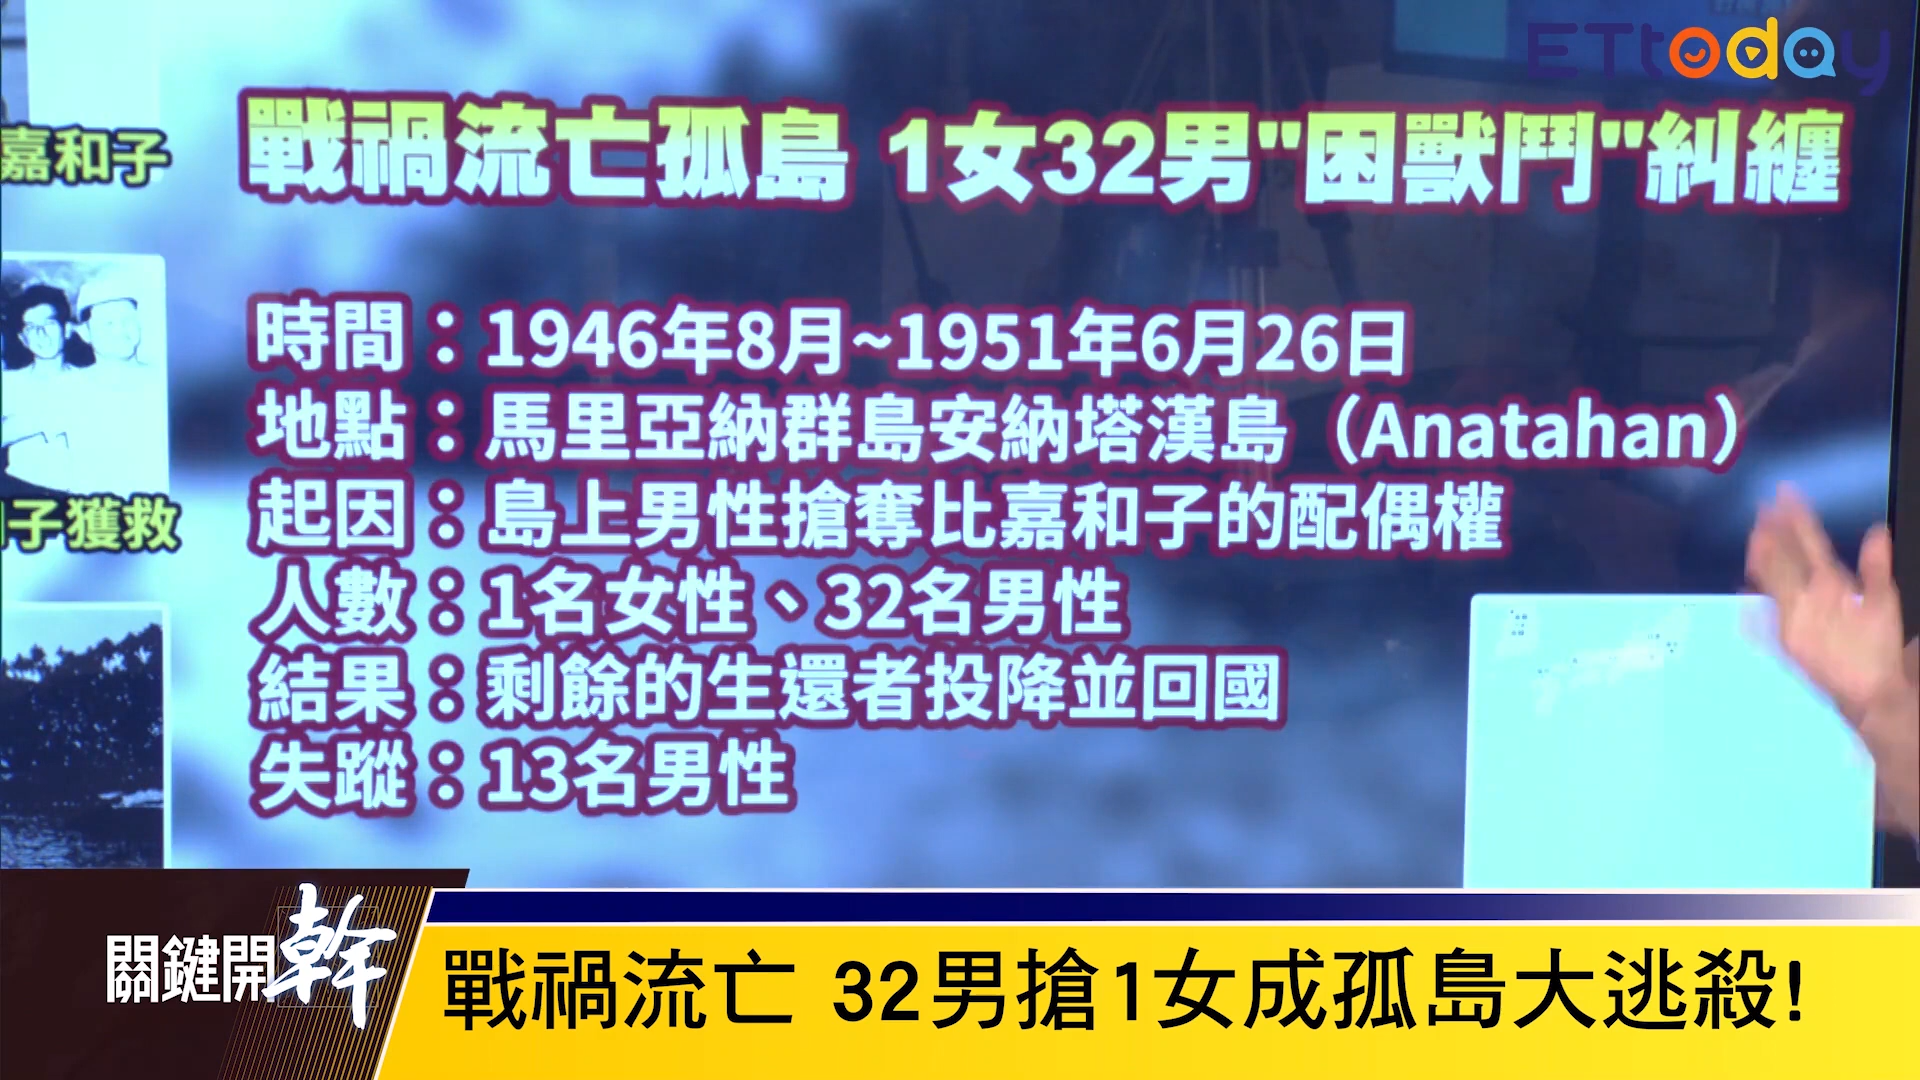 ETtoday
戰禍流亡孤島 1女32男"困獸鬥"糾纏
嘉和子
時間：1946年8月~1951年6月26日
地點：馬里亞納群島安納塔漢島（Anatahan）
起因：島上男性搶奪比嘉和子的配偶權
子獲救
人數：1名女性、32名男性
結果：剩餘的生還者投降並回國
失蹤：13名男性
關鍵開幹
戰禍流亡 32男搶1女成孤島大逃殺!